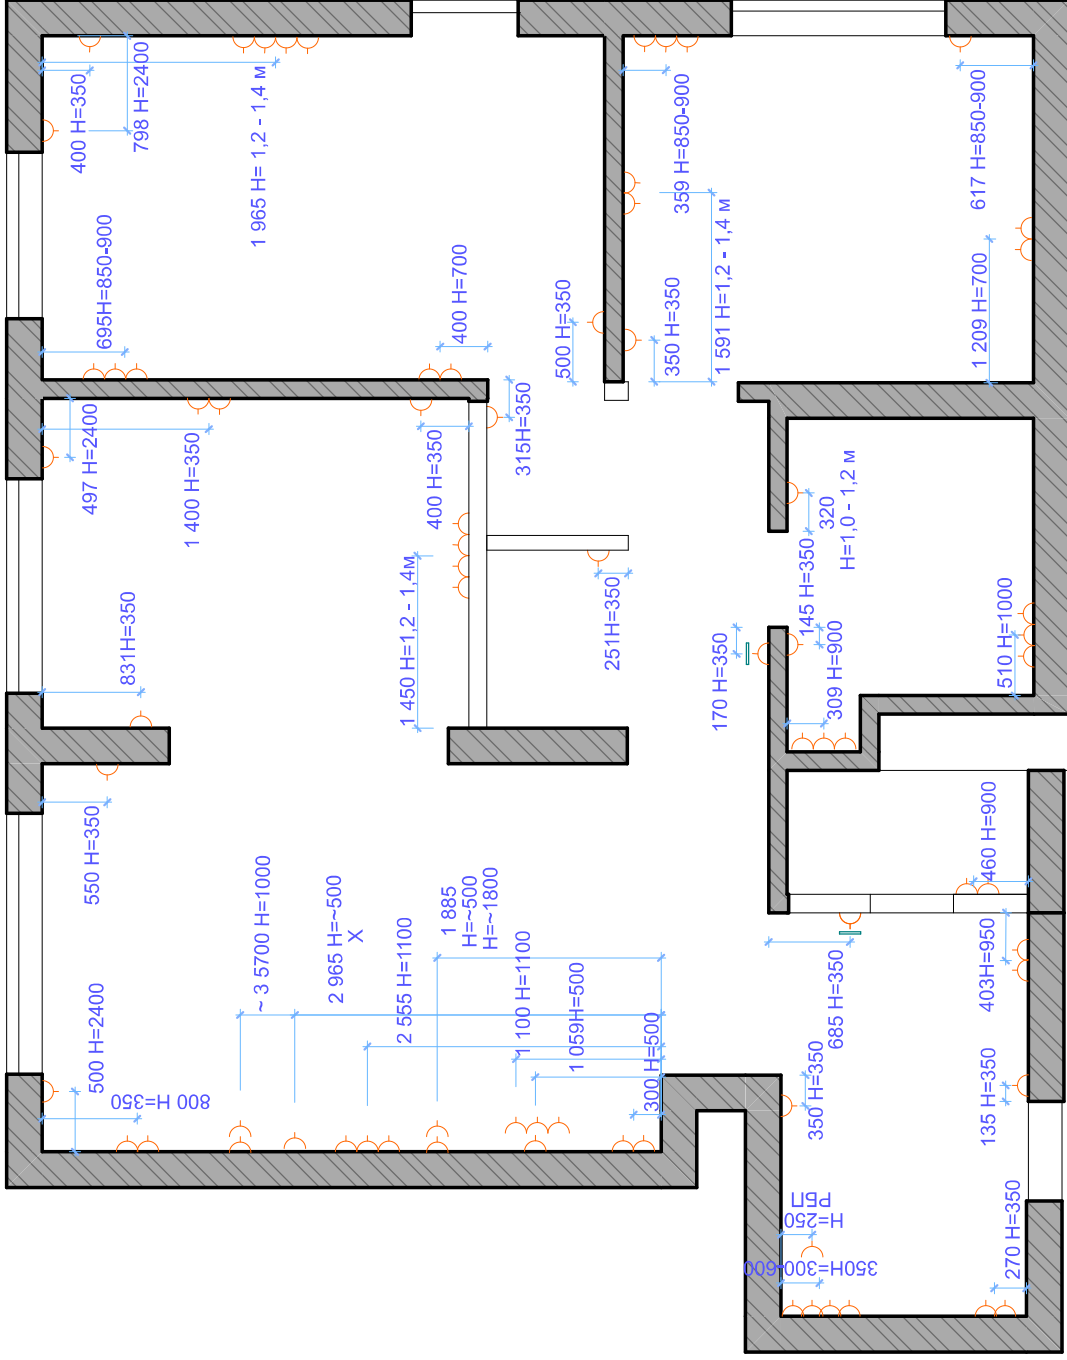 400 H=350
798 H=2400
1 965 H= 1,2 - 1,4 м
695H=850-900
400 H=700
500 H=350
359 H=850-900
617 H=850-900
350 H=350
1 591 H=1,2 - 1,4 м
1 209 H=700
497 H=2400
1 400 H=350
400 H=350
315H=350
831H=350
1 450 H=1,2 - 1,4м
251H=350
170 H=350
145 H=350
320
H=1,0 - 1,2 м
309 H=900
510 H=1000
550 H=350
~ 3 5700 H=1000
2 965 H=~500
X
2 555 H=1100
1 885
H=~500
H=~1800
1 100 H=1100
1 059H=500
300 H=500
500 H=2400
800 H=350
685 H=350
460 H=900
403H=950
350 H=350
135 H=350
РБП
H=250
350H=300-600
270 H=350